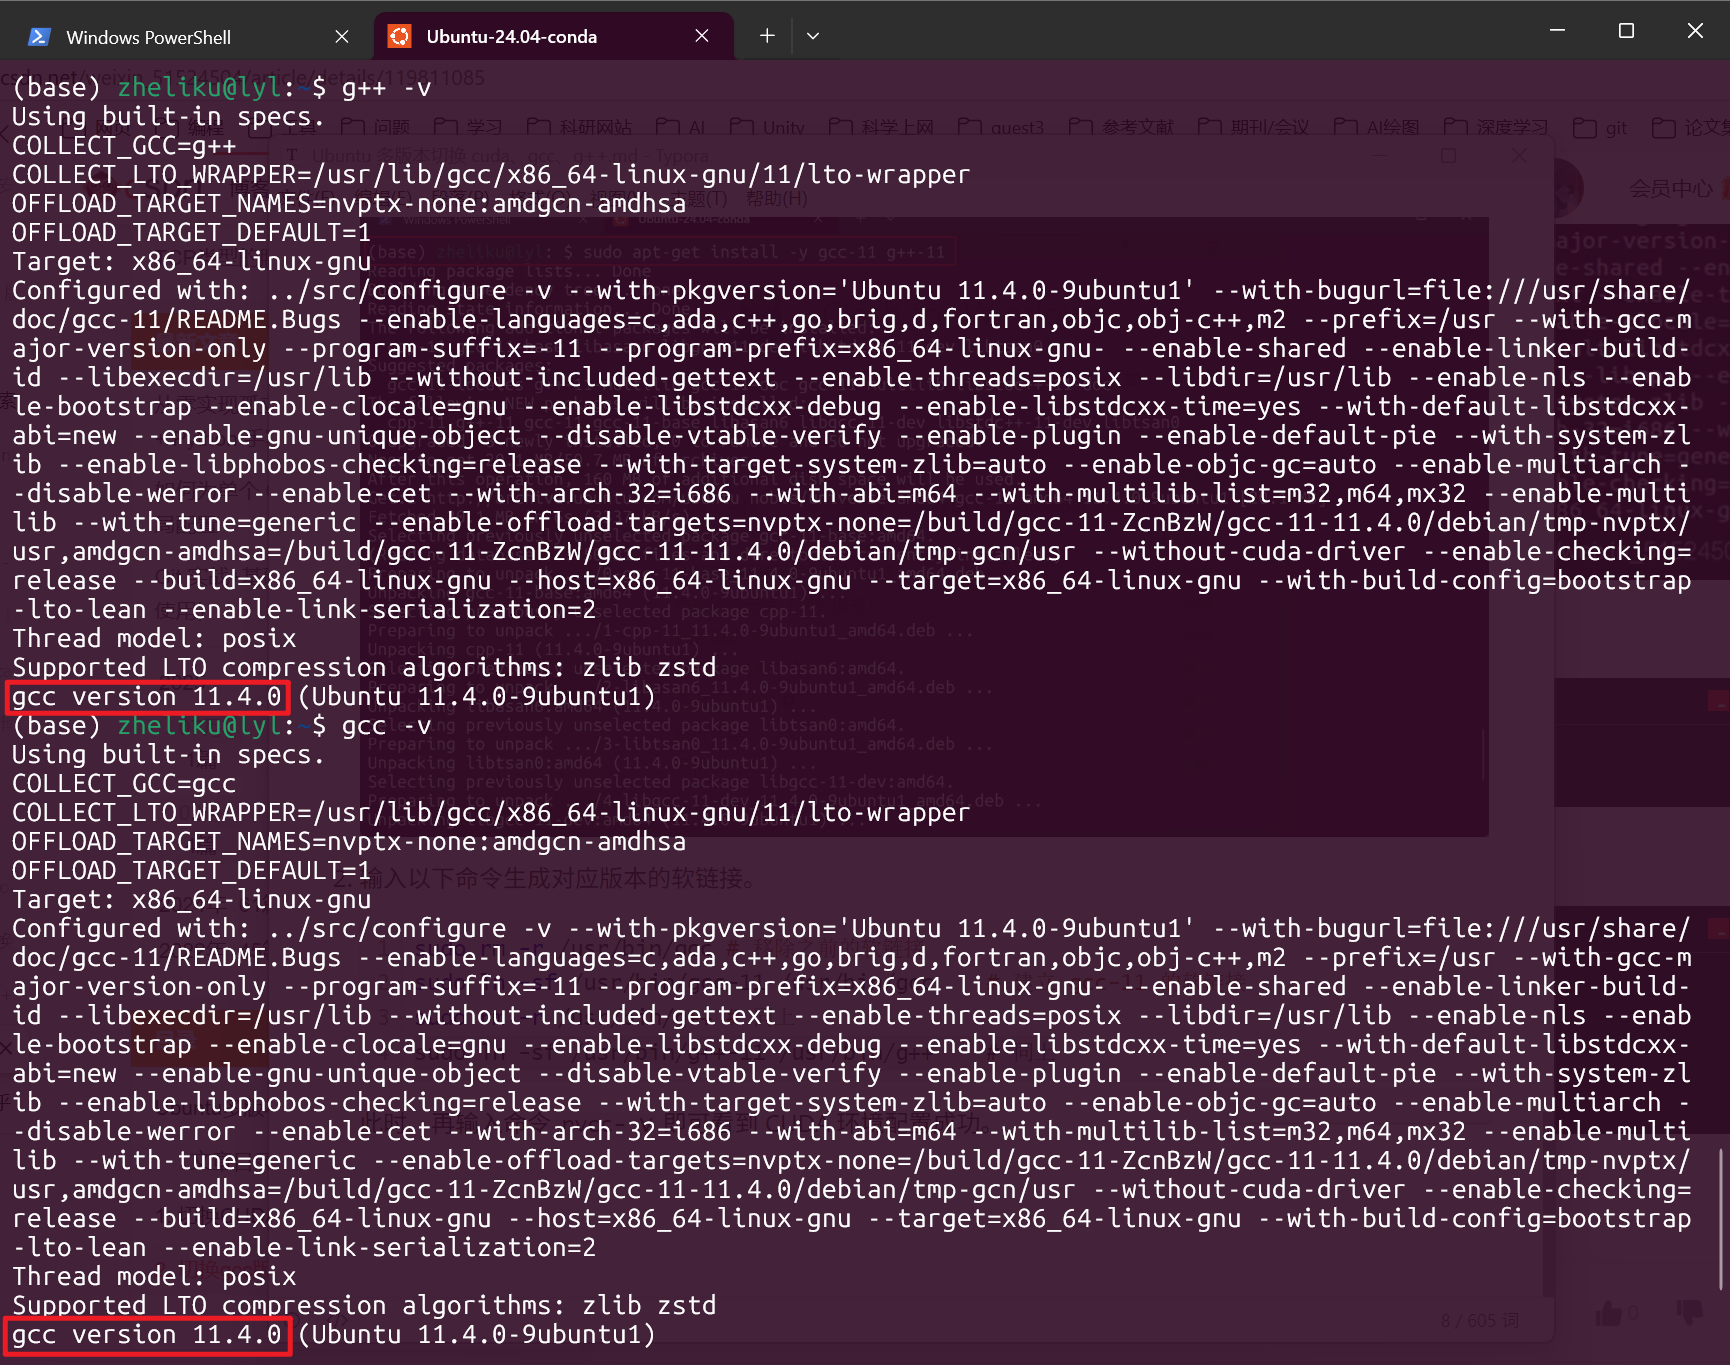 Windows PowerShell
Ubuntu-24.04-conda
(base) zheliku@lyl:~$ g++ -v
Using built-in specs.
COLLECT_GCC=g++
COLLECT_LTO_WRAPPER=/usr/lib/gcc/x86_64-linux-gnu/11/lto-wrapper
OFFLOAD_TARGET_NAMES=nvptx-none:amdgcn-amdhsa
OFFLOAD_TARGET_DEFAULT=1
Target: x86_64-linux-gnu
Configured with: ../src/configure -v --with-pkgversion='Ubuntu 11.4.0-9ubuntu1' --with-bugurl=file:///usr/share/
doc/gcc-11/README.Bugs --enable-languages=c,ada,c++,go,brig,d,fortran,objc,obj-c++,m2 --prefix=/usr --with-gcc-m
ajor-version-only --program-suffix=-11 --program-prefix=x86_64-linux-gnu- --enable-shared --enable-linker-build-
id --libexecdir=/usr/lib --without-included-gettext --enable-threads=posix --libdir=/usr/lib --enable-nls --enab
le-bootstrap --enable-clocale=gnu --enable-libstdcxx-debug --enable-libstdcxx-time=yes --with-default-libstdcxx-
abi=new --enable-gnu-unique-object --disable-vtable-verify --enable-plugin --enable-default-pie --with-system-zl
ib --enable-libphobos-checking=release --with-target-system-zlib=auto --enable-objc-gc=auto --enable-multiarch -
-disable-werror --enable-cet --with-arch-32=i686 --with-abi=m64 --with-multilib-list=m32,m64,mx32 --enable-multi
lib --with-tune=generic --enable-offload-targets=nvptx-none=/build/gcc-11-ZcnBzW/gcc-11-11.4.0/debian/tmp-nvptx/
usr,amdgcn-amdhsa=/build/gcc-11-ZcnBzW/gcc-11-11.4.0/debian/tmp-gcn/usr --without-cuda-driver --enable-checking=
release --build=x86_64-linux-gnu --host=x86_64-linux-gnu --target=x86_64-linux-gnu --with-build-config=bootstrap
-lto-lean --enable-link-serialization=2
Thread model: posix
Supported LTO compression algorithms: zlib zstd
gcc version 11.4.0 (Ubuntu 11.4.0-9ubuntu1)
(base) zheliku@lyl:~$ gcc -v
Using built-in specs.
COLLECT_GCC=gcc
COLLECT_LTO_WRAPPER=/usr/lib/gcc/x86_64-linux-gnu/11/lto-wrapper
OFFLOAD_TARGET_NAMES=nvptx-none:amdgcn-amdhsa
OFFLOAD_TARGET_DEFAULT=1
Target: x86_64-linux-gnu
Configured with: ../src/configure -v --with-pkgversion='Ubuntu 11.4.0-9ubuntu1' --with-bugurl=file:///usr/share/
doc/gcc-11/README.Bugs --enable-languages=c,ada,c++,go,brig,d,fortran,objc,obj-c++,m2 --prefix=/usr --with-gcc-m
ajor-version-only --program-suffix=-11 --program-prefix=x86_64-linux-gnu- --enable-shared --enable-linker-build-
id --libexecdir=/usr/lib --without-included-gettext --enable-threads=posix --libdir=/usr/lib --enable-nls --enab
le-bootstrap --enable-clocale=gnu --enable-libstdcxx-debug --enable-libstdcxx-time=yes --with-default-libstdcxx-
abi=new --enable-gnu-unique-object --disable-vtable-verify --enable-plugin --enable-default-pie --with-system-zl
ib --enable-libphobos-checking=release --with-target-system-zlib=auto --enable-objc-gc=auto --enable-multiarch -
-disable-werror --enable-cet --with-arch-32=i686 --with-abi=m64 --with-multilib-list=m32,m64,mx32 --enable-multi
lib --with-tune=generic --enable-offload-targets=nvptx-none=/build/gcc-11-ZcnBzW/gcc-11-11.4.0/debian/tmp-nvptx/
usr,amdgcn-amdhsa=/build/gcc-11-ZcnBzW/gcc-11-11.4.0/debian/tmp-gcn/usr --without-cuda-driver --enable-checking=
release --build=x86_64-linux-gnu --host=x86_64-linux-gnu --target=x86_64-linux-gnu --with-build-config=bootstrap
-lto-lean --enable-link-serialization=2
Thread model: posix
Supported LTO compression algorithms: zlib zstd
gcc version 11.4.0 (Ubuntu 11.4.0-9ubuntu1)